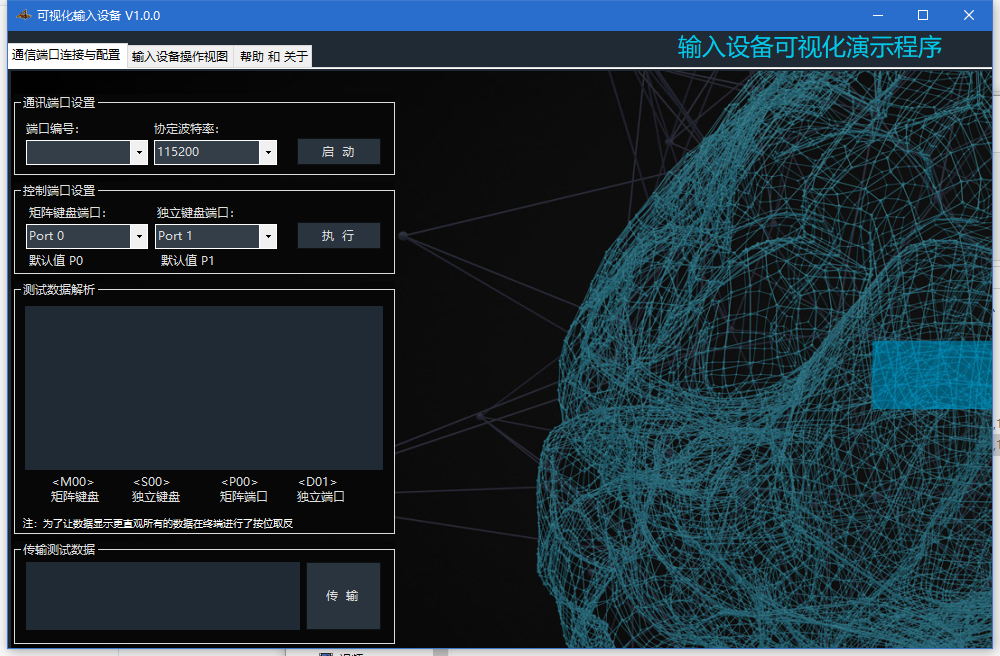 可视化输入设备 V1.0.0
输入设备可视化演示程序
通信端口连接与配置 输入设备操作视图 帮助 和 关于
通讯端口设置
端口编号： 协定波特率：
115200 启 动
控制端口设置
矩阵键盘端口： 独立键盘端口：
Port 0 Port 1 执 行
默认值 P0 默认值 P1
测试数据解析
<M00> <S00> <P00> <D01>
矩阵键盘 独立键盘 矩阵端口 独立端口
注：为了让数据显示更直观所有的数据在终端进行了按位取反
传输测试数据
传 输